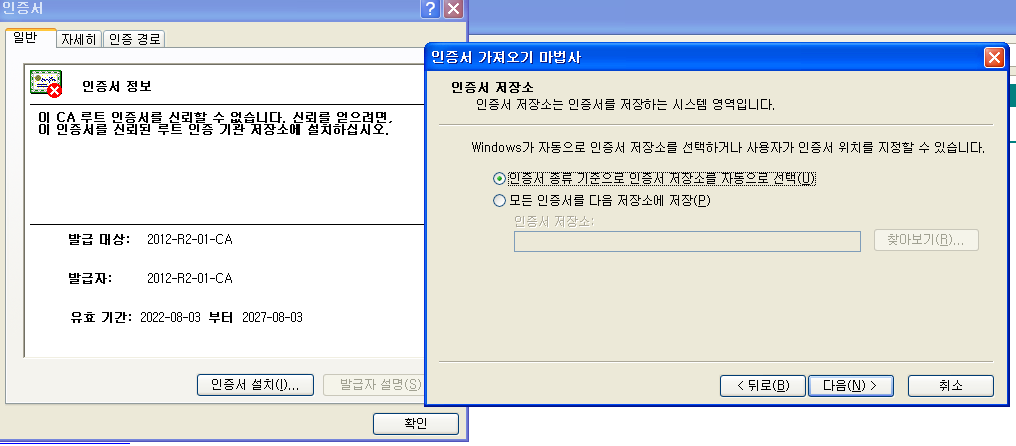 인증서
일반 자세히 인증 경로
인증서 정보
이 CA 루트 인증서를 신뢰할 수 없습니다. 신뢰를 얻으려면,
이 인증서를 신뢰된 루트 인증 기관 저장소에 설치하십시오.
발급 대상: 2012-R2-01-CA
발급자: 2012-R2-01-CA
유효 기간: 2022-08-03 부터 2027-08-03
인증서 설치(I)... 발급자 설명(S)
확인
인증서 가져오기 마법사
인증서 저장소
인증서 저장소는 인증서를 저장하는 시스템 영역입니다.
Windows가 자동으로 인증서 저장소를 선택하거나 사용자가 인증서 위치를 지정할 수 있습니다.
인증서 종류 기준으로 인증서 저장소를 자동으로 선택(U)
모든 인증서를 다음 저장소에 저장(P)
인증서 저장소:
찾아보기(R)...
< 뒤로(B) 다음(N) > 취소